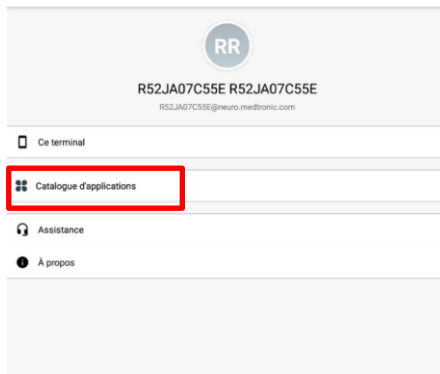 RR
R52JA07C55E R52JA07C55E
R52JA07C55E@neuro.medtronic.com
Ce terminal
Catalogue d'applications
Assistance
À propos